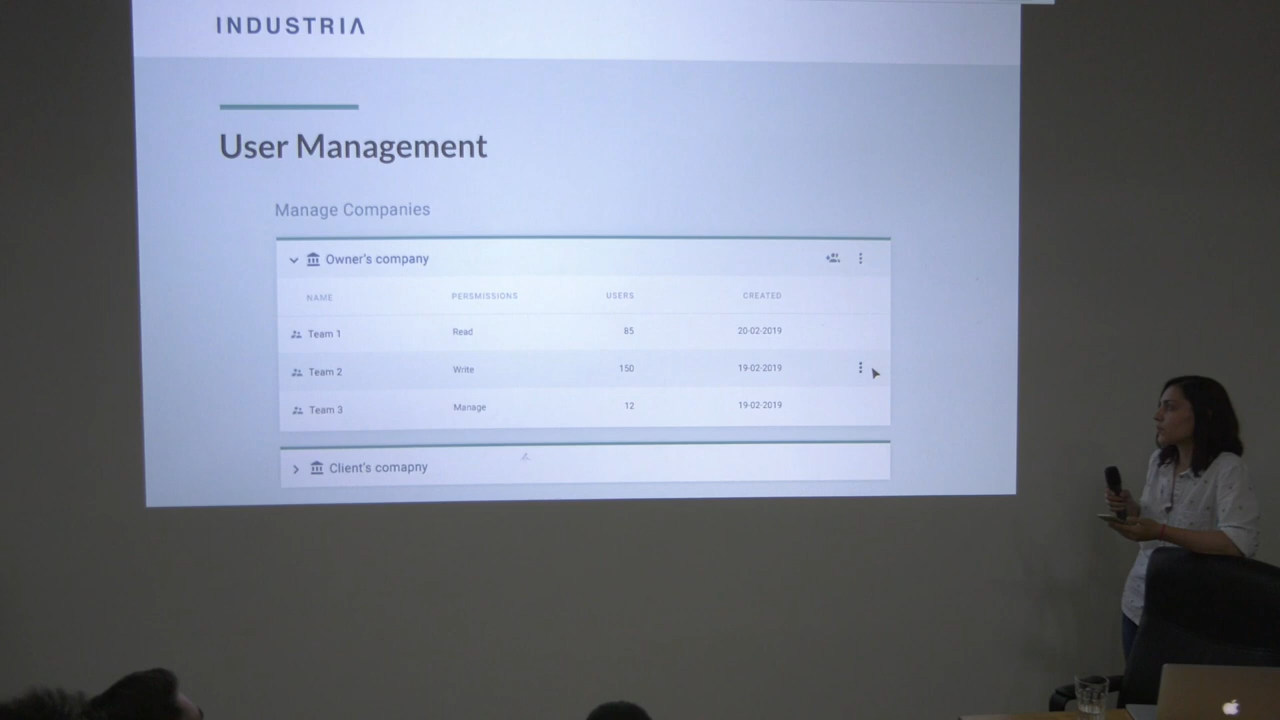 INDUSTRIA
User Management
Manage Companies
Owner's company
NAME PERSMISSIONS USERS CREATED
Team 1 Read 85 20-02-2019
Team 2 Write 150 19-02-2019
Team 3 Manage 12 19-02-2019
Client's comapny